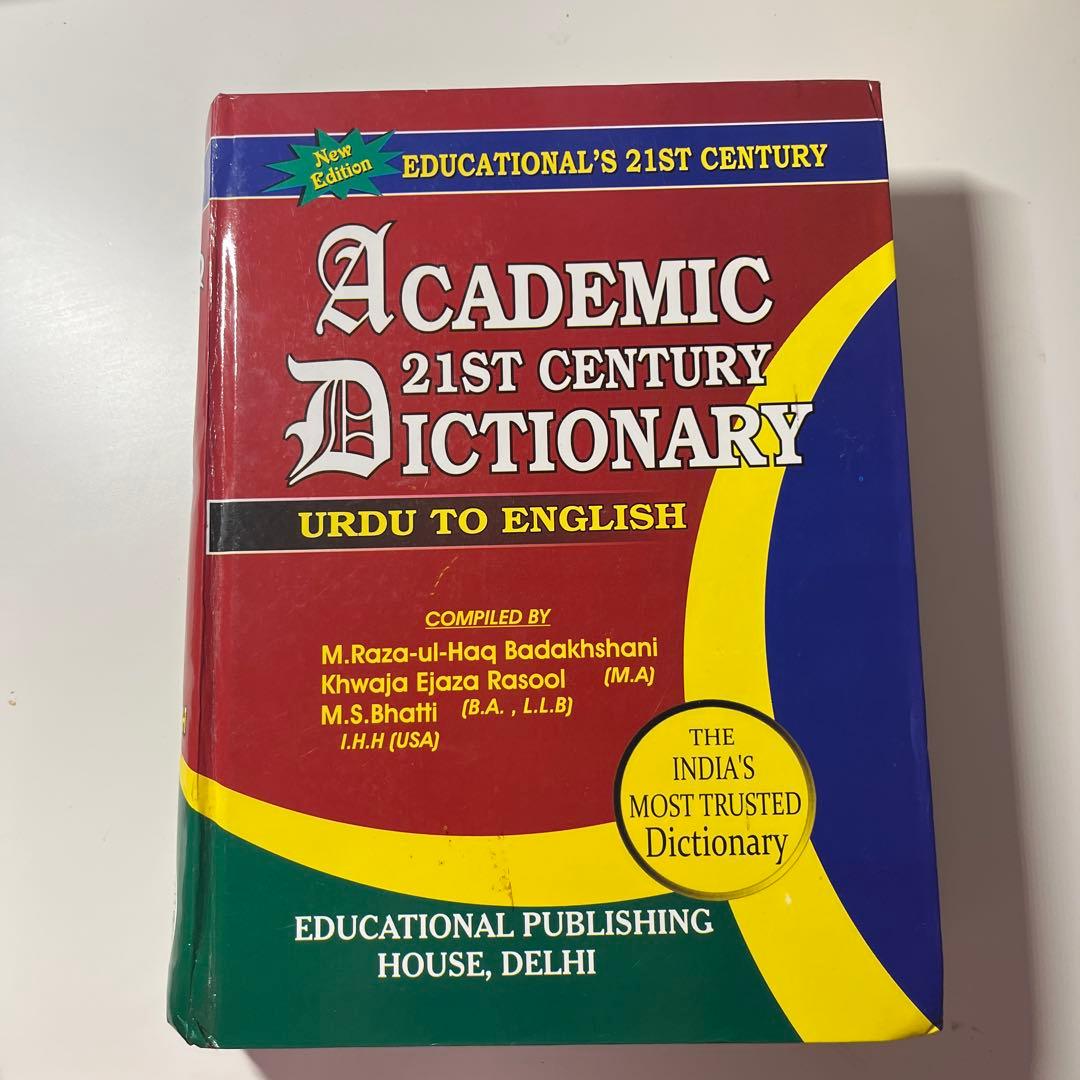 New
Edition
EDUCATIONAL'S 21ST CENTURY
ACADEMIC
21ST CENTURY
DICTIONARY
URDU TO ENGLISH
COMPILED BY
M.Raza-ul-Haq Badakhshani
Khwaja Ejaza Rasool (M.A)
M.S.Bhatti (B.A. , L.L.B)
I.H.H (USA)
THE
INDIA'S
MOST TRUSTED
Dictionary
EDUCATIONAL PUBLISHING
HOUSE, DELHI